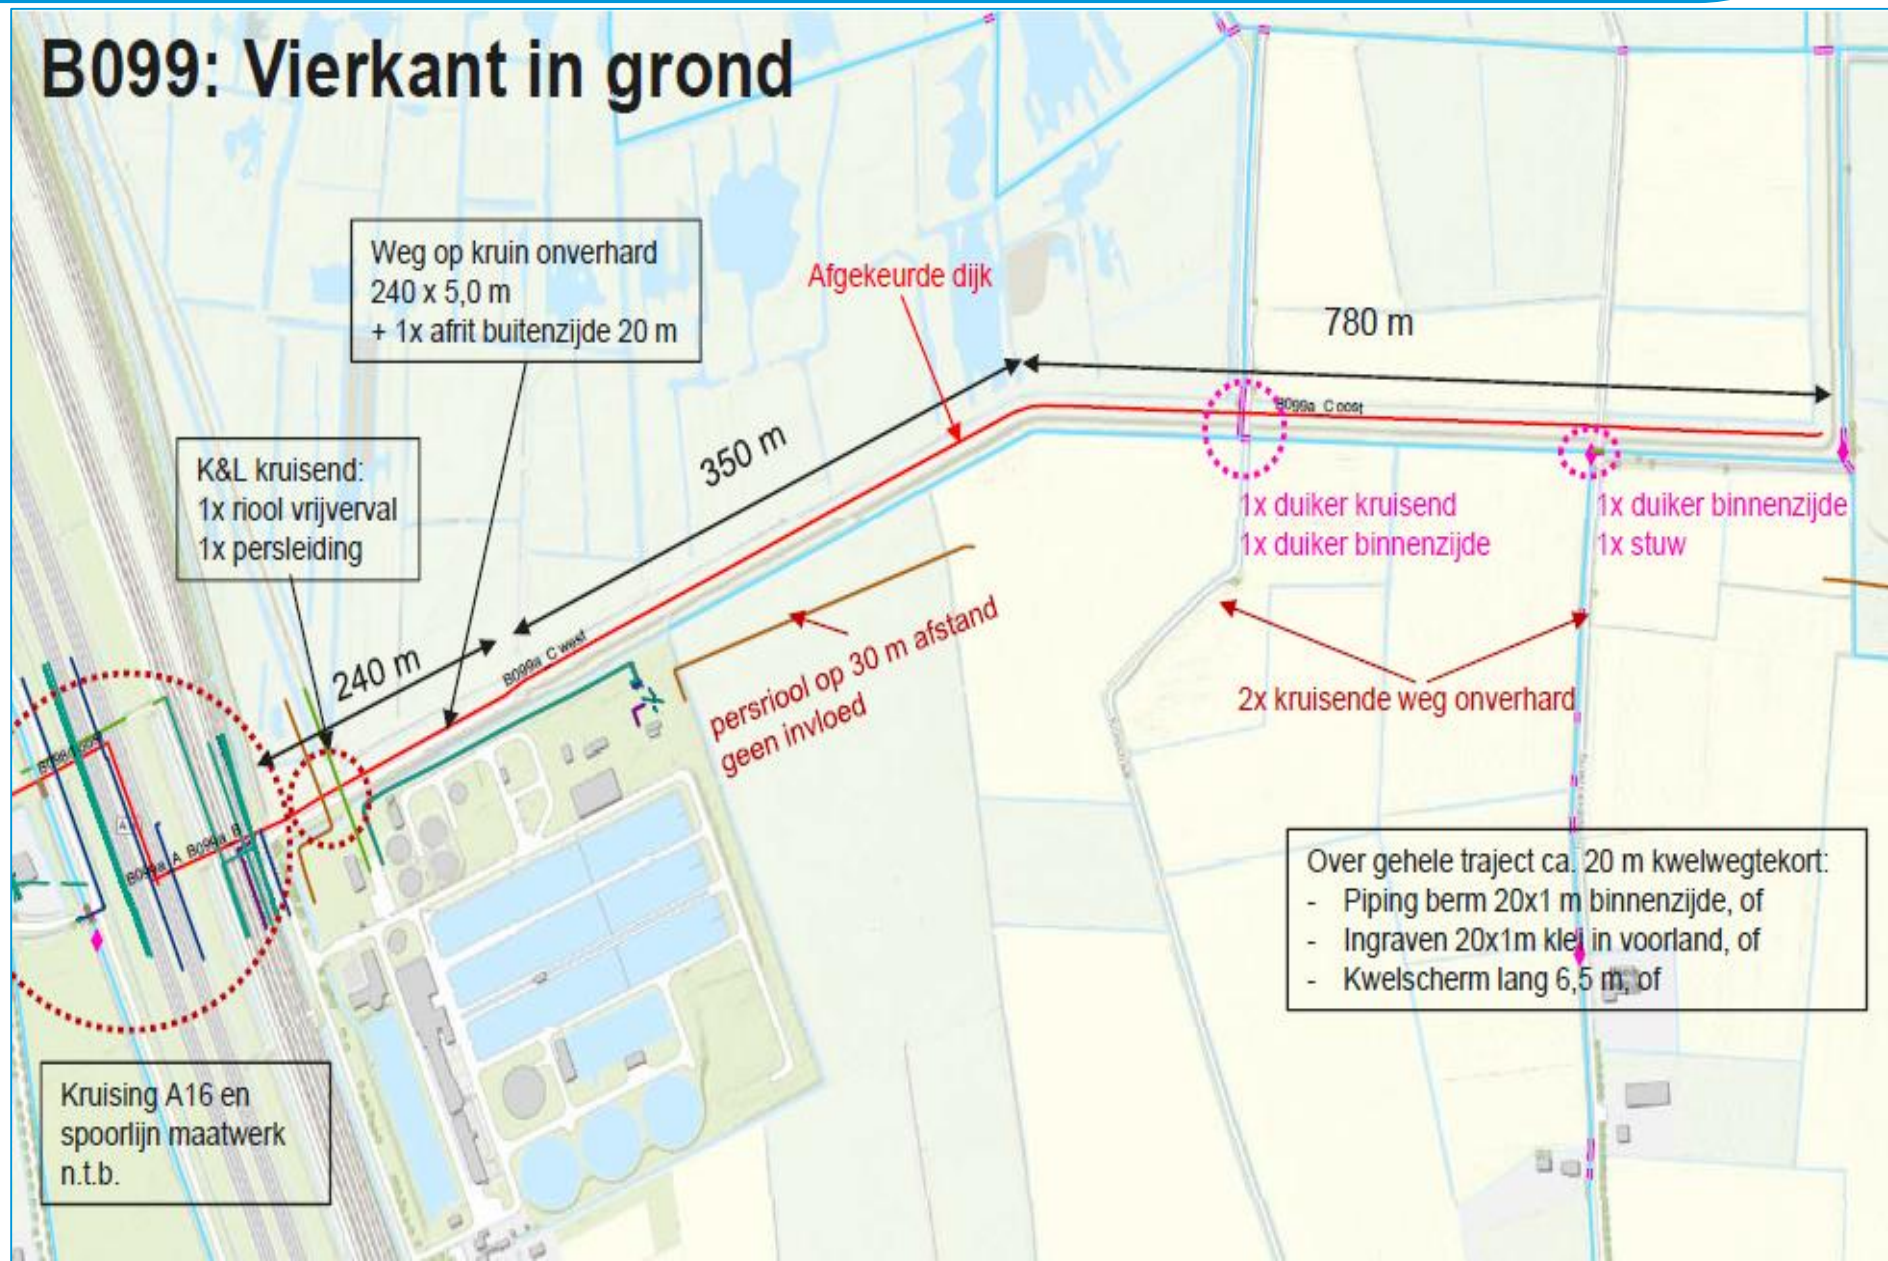 B099: Vierkant in grond
Weg op kruin onverhard
240 x 5,0 m
+ 1x afrit buitenzijde 20 m
Afgekeurde dijk
780 m
B099a_C oost
350 m
K&L kruisend:
1x riool vrijverval
1x persleiding
1x duiker kruisend
1x duiker binnenzijde
1x duiker binnenzijde
1x stuw
240 m
B099a_C west
persriool op 30 m afstand
geen invloed
2x kruisende weg onverhard
B099a_A
B099a_B
Over gehele traject ca. 20 m kwelwegtekort:
- Piping berm 20x1 m binnenzijde, of
- Ingraven 20x1m klei in voorland, of
- Kwelscherm lang 6,5 m, of
Kruising A16 en
spoorlijn maatwerk
n.t.b.